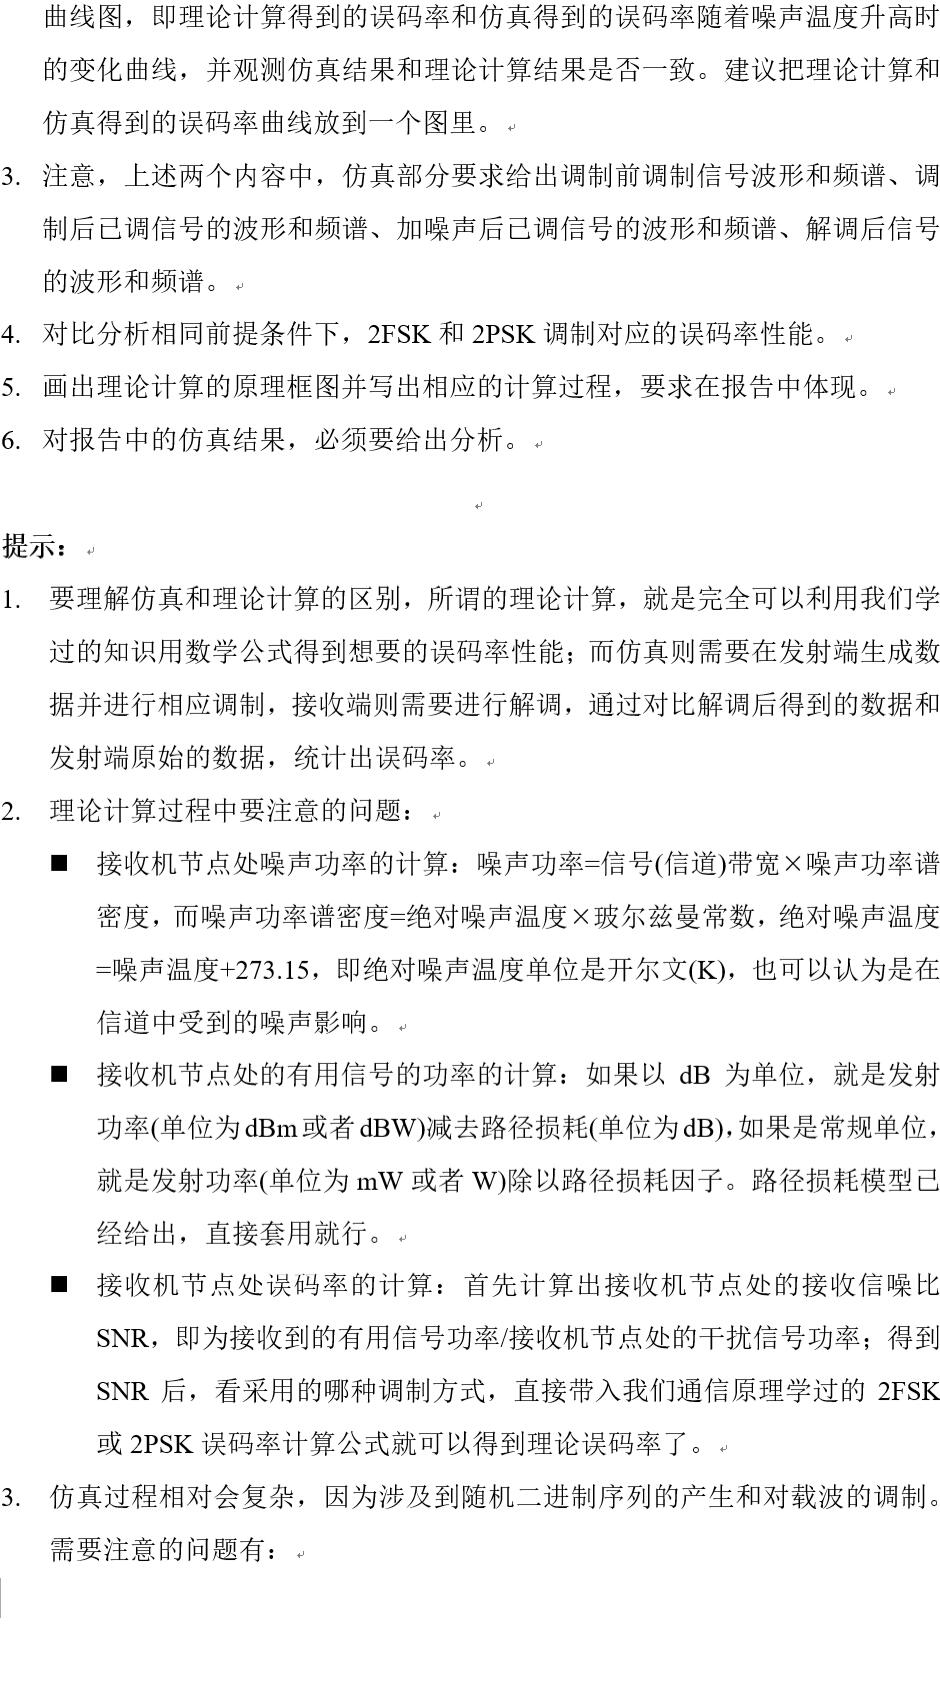 曲线图，即理论计算得到的误码率和仿真得到的误码率随着噪声温度升高时
的变化曲线，并观测仿真结果和理论计算结果是否一致。建议把理论计算和
仿真得到的误码率曲线放到一个图里。
3. 注意，上述两个内容中，仿真部分要求给出调制前调制信号波形和频谱、调
制后已调信号的波形和频谱、加噪声后已调信号的波形和频谱、解调后信号
的波形和频谱。
4. 对比分析相同前提条件下，2FSK 和 2PSK 调制对应的误码率性能。
5. 画出理论计算的原理框图并写出相应的计算过程，要求在报告中体现。
6. 对报告中的仿真结果，必须要给出分析。
提示：
1. 要理解仿真和理论计算的区别，所谓的理论计算，就是完全可以利用我们学
过的知识用数学公式得到想要的误码率性能；而仿真则需要在发射端生成数
据并进行相应调制，接收端则需要进行解调，通过对比解调后得到的数据和
发射端原始的数据，统计出误码率。
2. 理论计算过程中要注意的问题：
■ 接收机节点处噪声功率的计算：噪声功率=信号(信道)带宽×噪声功率谱
密度，而噪声功率谱密度=绝对噪声温度×玻尔兹曼常数，绝对噪声温度
=噪声温度+273.15，即绝对噪声温度单位是开尔文(K)，也可以认为是在
信道中受到的噪声影响。
■ 接收机节点处的有用信号的功率的计算：如果以 dB 为单位，就是发射
功率(单位为 dBm 或者 dBW)减去路径损耗(单位为 dB)，如果是常规单位，
就是发射功率(单位为 mW 或者 W)除以路径损耗因子。路径损耗模型已
经给出，直接套用就行。
■ 接收机节点处误码率的计算：首先计算出接收机节点处的接收信噪比
SNR，即为接收到的有用信号功率/接收机节点处的干扰信号功率；得到
SNR 后，看采用的哪种调制方式，直接带入我们通信原理学过的 2FSK
或 2PSK 误码率计算公式就可以得到理论误码率了。
3. 仿真过程相对会复杂，因为涉及到随机二进制序列的产生和对载波的调制。
需要注意的问题有：